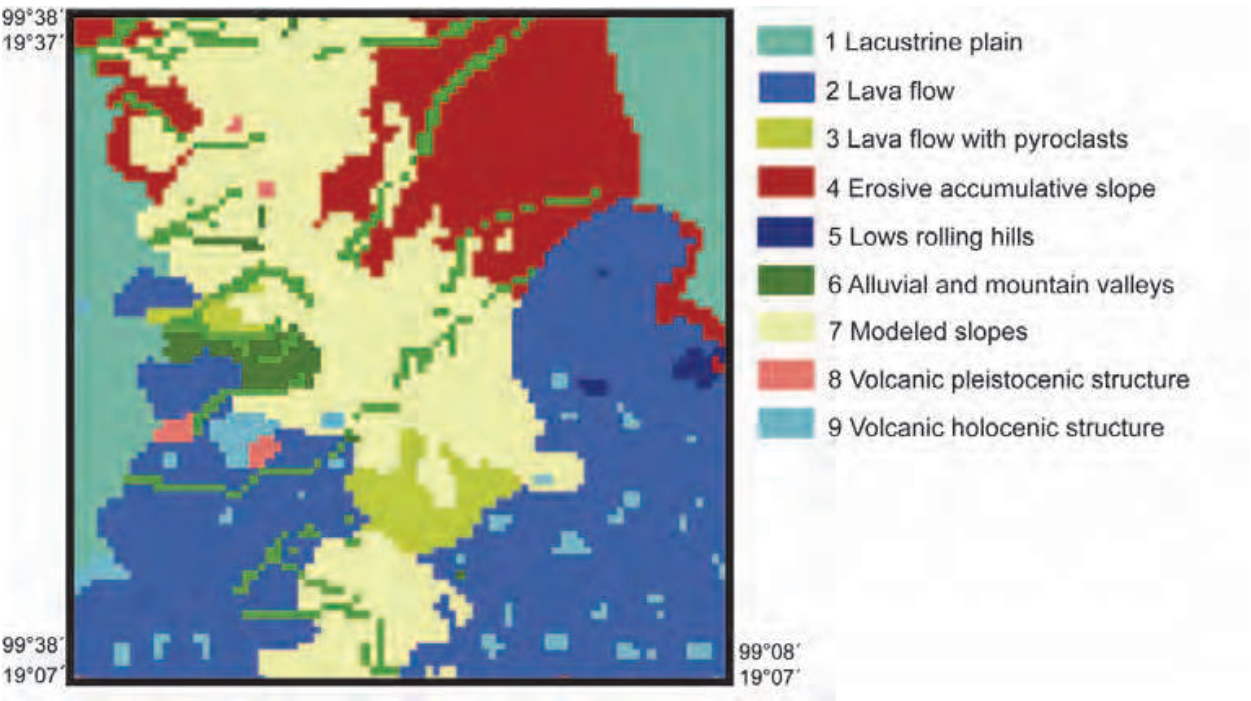 99°38´
19°37´
1 Lacustrine plain
2 Lava flow
3 Lava flow with pyroclasts
4 Erosive accumulative slope
5 Lows rolling hills
6 Alluvial and mountain valleys
7 Modeled slopes
8 Volcanic pleistocenic structure
9 Volcanic holocenic structure
99°38´
19°07´
99°08´
19°07´